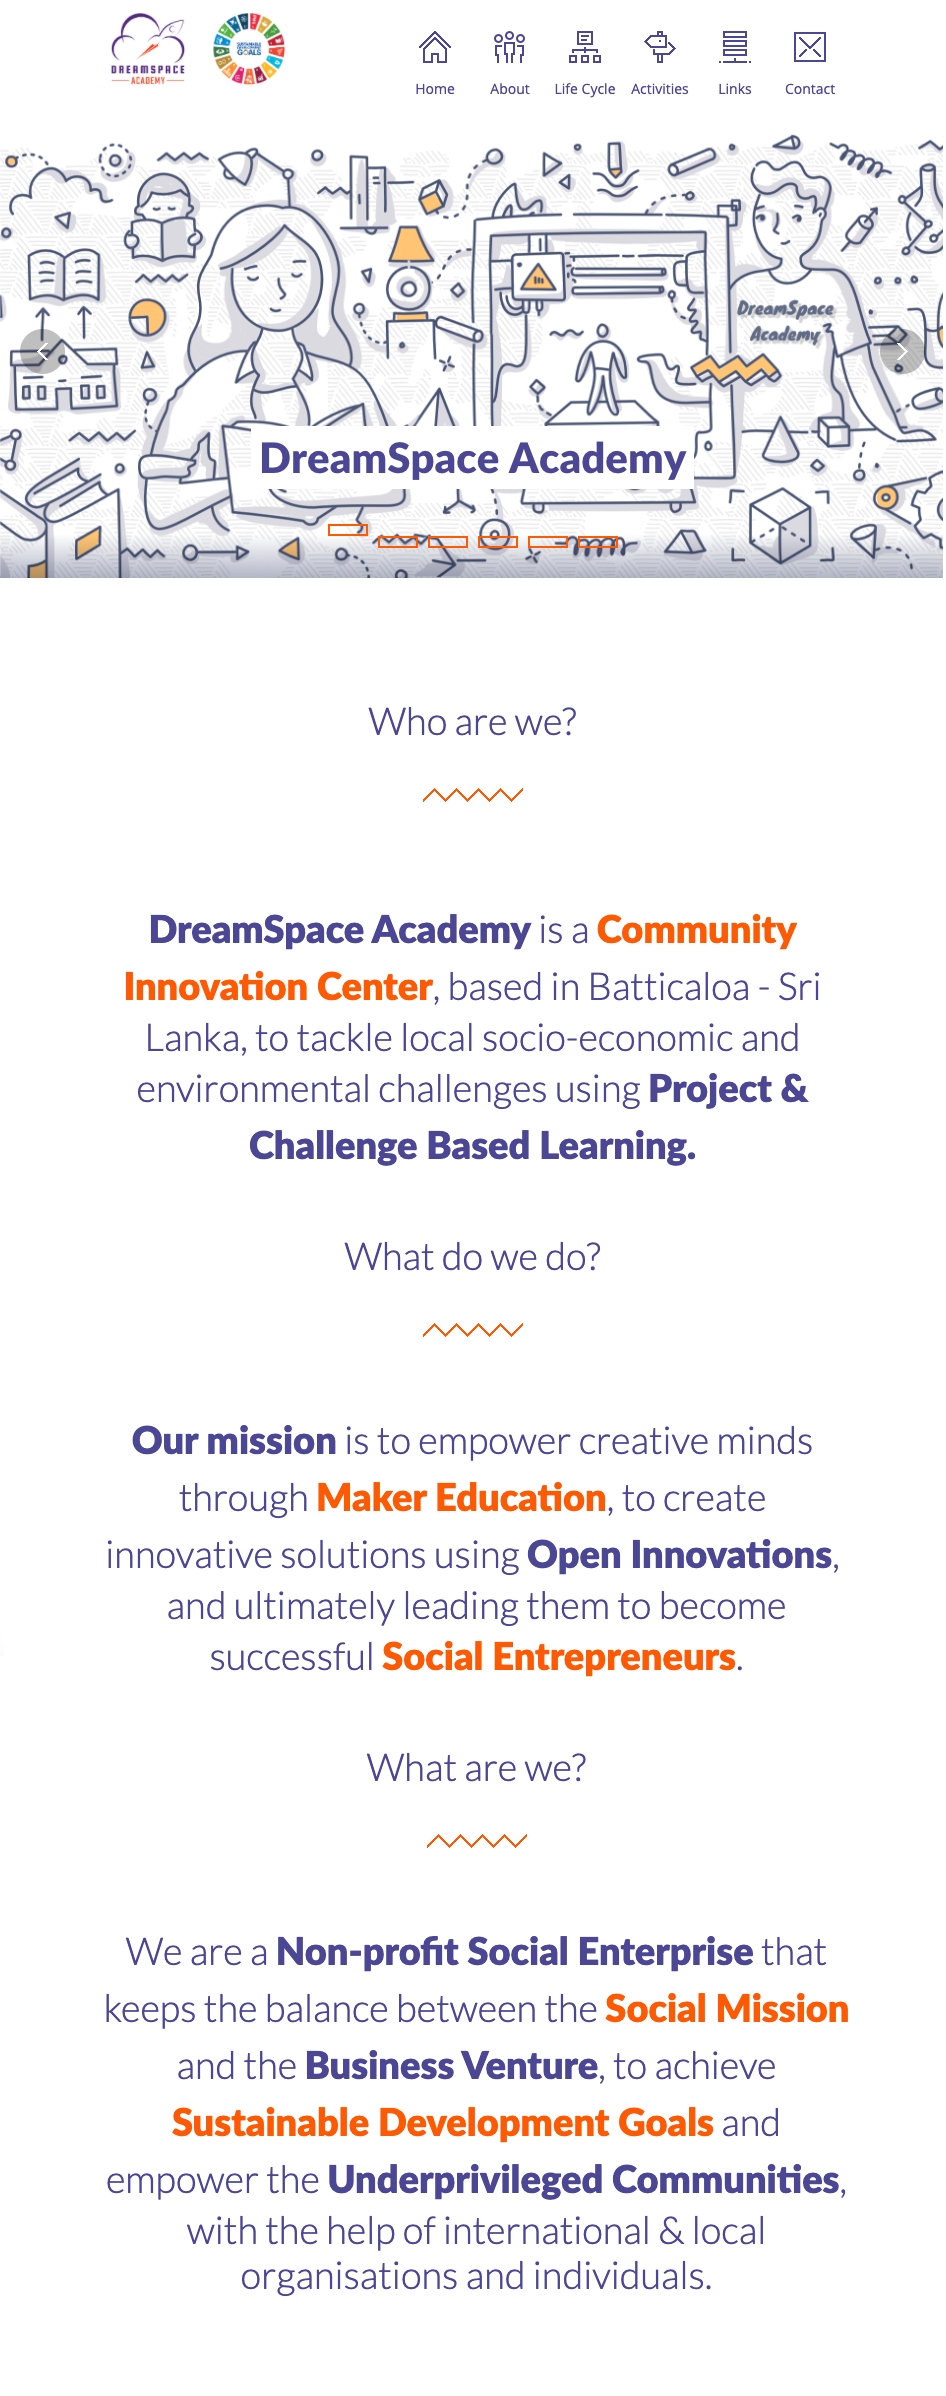 DREAMSPACE
ACADEMY
SUSTAINABLE
DEVELOPMENT
GOALS
Home
About
Life Cycle
Activities
Links
Contact
DreamSpace
Academy
DreamSpace Academy
Who are we?
DreamSpace Academy is a Community
Innovation Center, based in Batticaloa - Sri
Lanka, to tackle local socio-economic and
environmental challenges using Project &
Challenge Based Learning.
What do we do?
Our mission is to empower creative minds
through Maker Education, to create
innovative solutions using Open Innovations,
and ultimately leading them to become
successful Social Entrepreneurs.
What are we?
We are a Non-profit Social Enterprise that
keeps the balance between the Social Mission
and the Business Venture, to achieve
Sustainable Development Goals and
empower the Underprivileged Communities,
with the help of international & local
organisations and individuals.